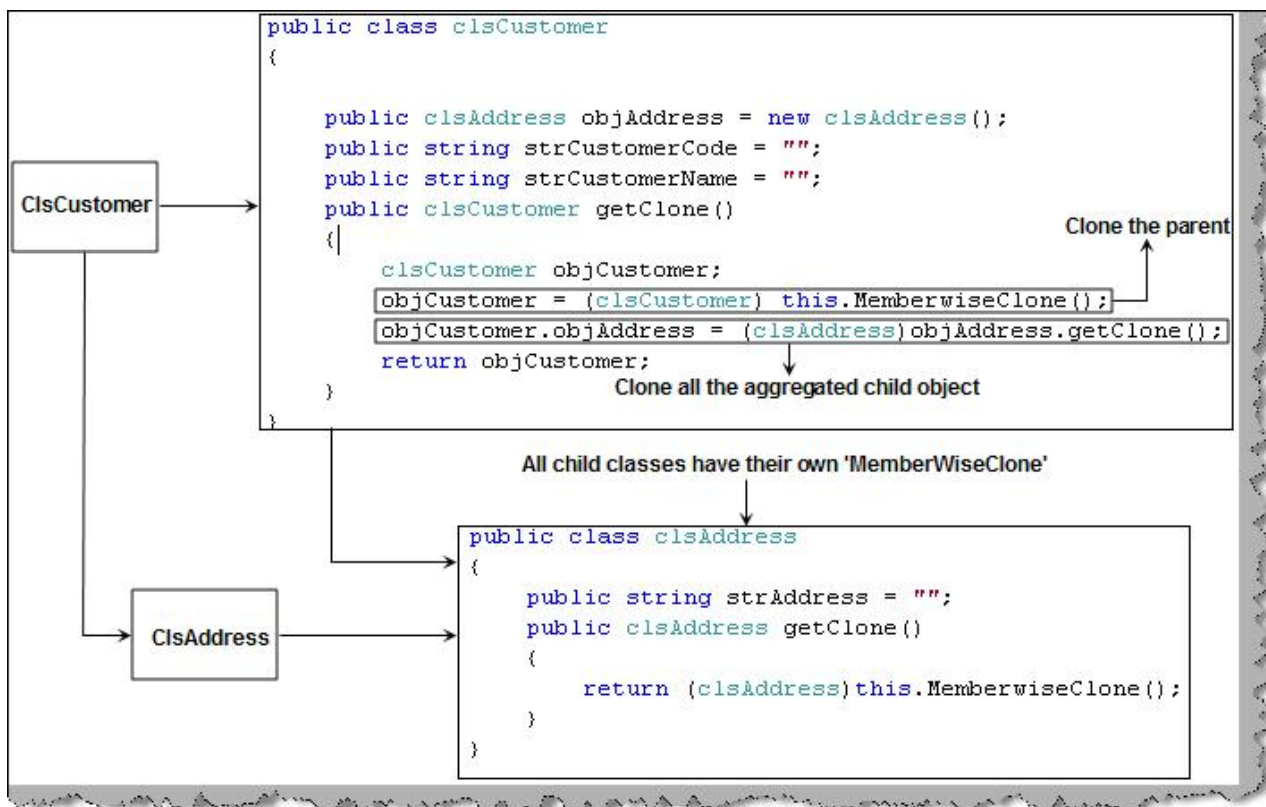 public class clsCustomer
{
public clsAddress objAddress = new clsAddress();
public string strCustomerCode = "";
public string strCustomerName = "";
public clsCustomer getClone()
{
clsCustomer objCustomer;
objCustomer = (clsCustomer) this.MemberwiseClone();
objCustomer.objAddress = (clsAddress)objAddress.getClone();
return objCustomer;
}
}
ClsCustomer
Clone the parent
Clone all the aggregated child object
All child classes have their own 'MemberWiseClone'
ClsAddress
public class clsAddress
{
public string strAddress = "";
public clsAddress getClone()
{
return (clsAddress)this.MemberwiseClone();
}
}